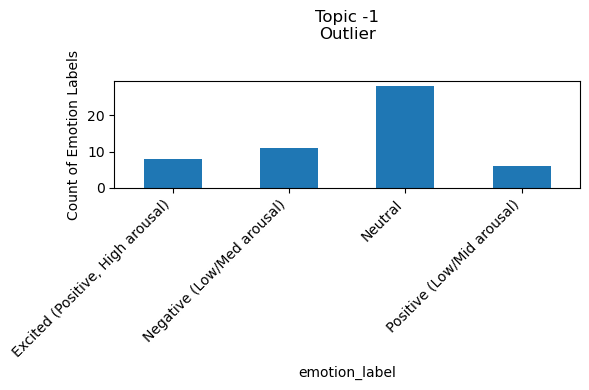 Topic -1
Outlier
Count of Emotion Labels
20
10
0
Excited (Positive, High arousal)
Negative (Low/Med arousal)
Neutral
Positive (Low/Mid arousal)
emotion_label